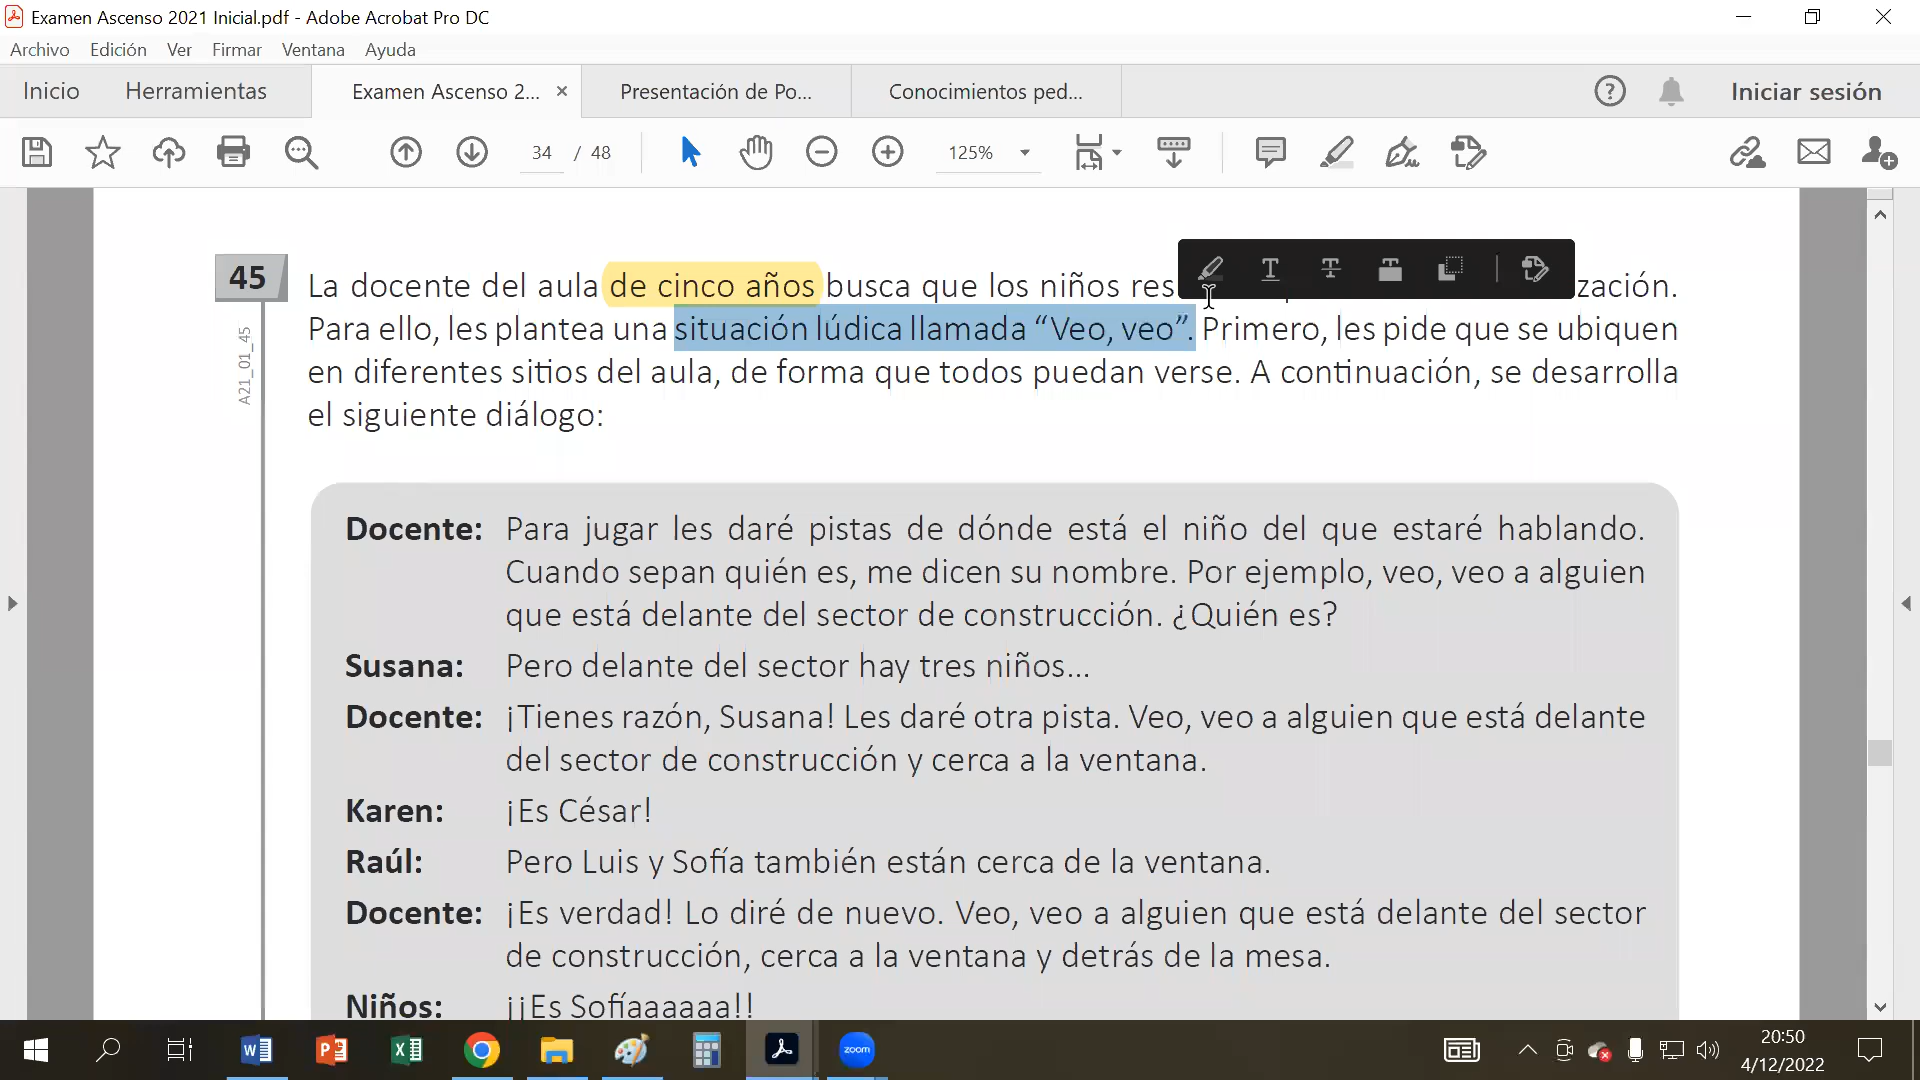 Examen Ascenso 2021 Inicial.pdf - Adobe Acrobat Pro DC
Archivo Edición Ver Firmar Ventana Ayuda
Inicio Herramientas Examen Ascenso 2... Presentación de Po... Conocimientos ped... Iniciar sesión
34 / 48 125%
45
A21_01_45
La docente del aula de cinco años busca que los niños res zación.
Para ello, les plantea una situación lúdica llamada “Veo, veo”. Primero, les pide que se ubiquen
en diferentes sitios del aula, de forma que todos puedan verse. A continuación, se desarrolla
el siguiente diálogo:
Docente: Para jugar les daré pistas de dónde está el niño del que estaré hablando.
Cuando sepan quién es, me dicen su nombre. Por ejemplo, veo, veo a alguien
que está delante del sector de construcción. ¿Quién es?
Susana: Pero delante del sector hay tres niños...
Docente: ¡Tienes razón, Susana! Les daré otra pista. Veo, veo a alguien que está delante
del sector de construcción y cerca a la ventana.
Karen: ¡Es César!
Raúl: Pero Luis y Sofía también están cerca de la ventana.
Docente: ¡Es verdad! Lo diré de nuevo. Veo, veo a alguien que está delante del sector
de construcción, cerca a la ventana y detrás de la mesa.
Niños: ¡¡Es Sofíaaaaaa!!
zoom
20:50
4/12/2022